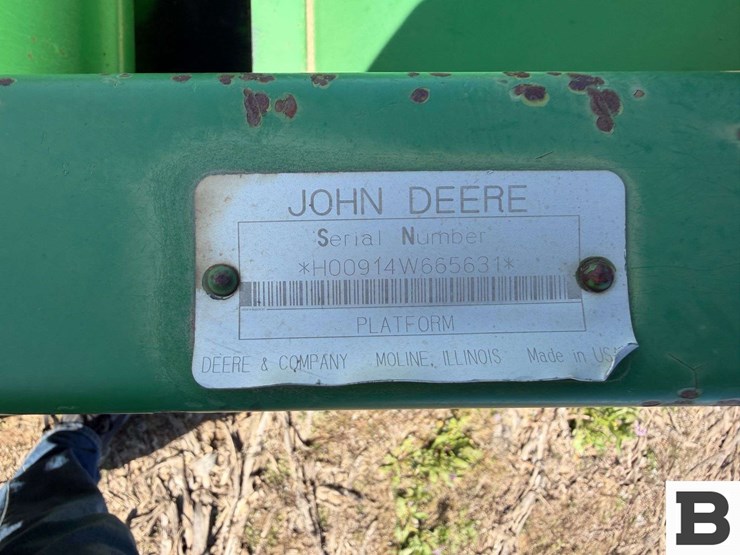 JOHN DEERE
Serial Number
*H00914W665631*
PLATFORM
DEERE & COMPANY MOLINE, ILLINOIS Made in USA
B